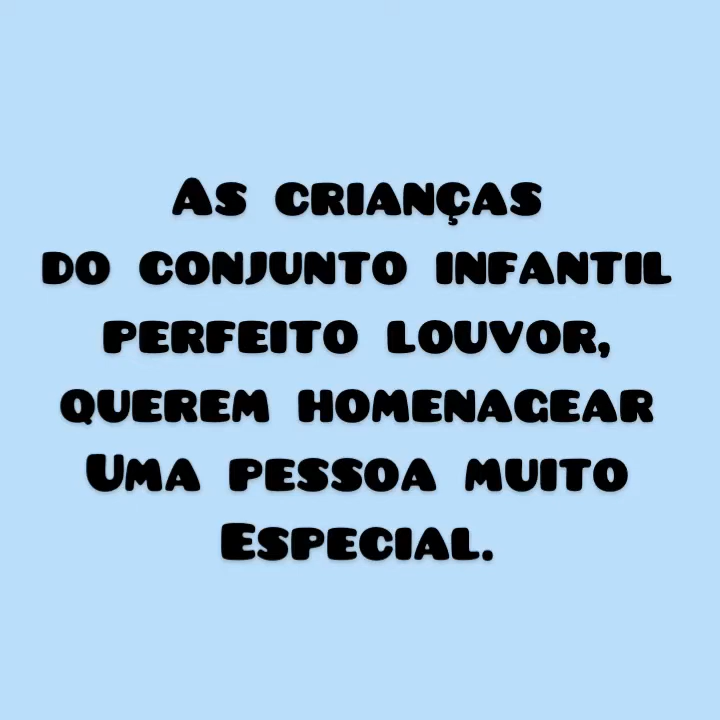 As crianças
do conjunto infantil
perfeito louvor,
querem homenagear
Uma pessoa muito
Especial.